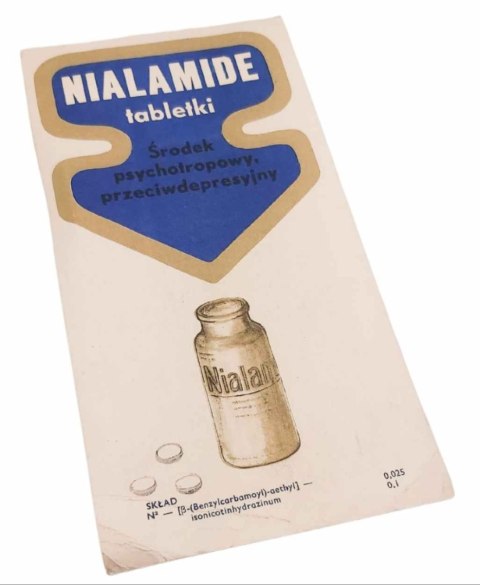 NIALAMIDE
tabletki
Środek
psychotropowy,
przeciwdepresyjny
Nialam
SKŁAD
N² — [β-(Benzylcarbamoyl)-aethyl] — 0,025
isonicotinhydrazinum 0,1